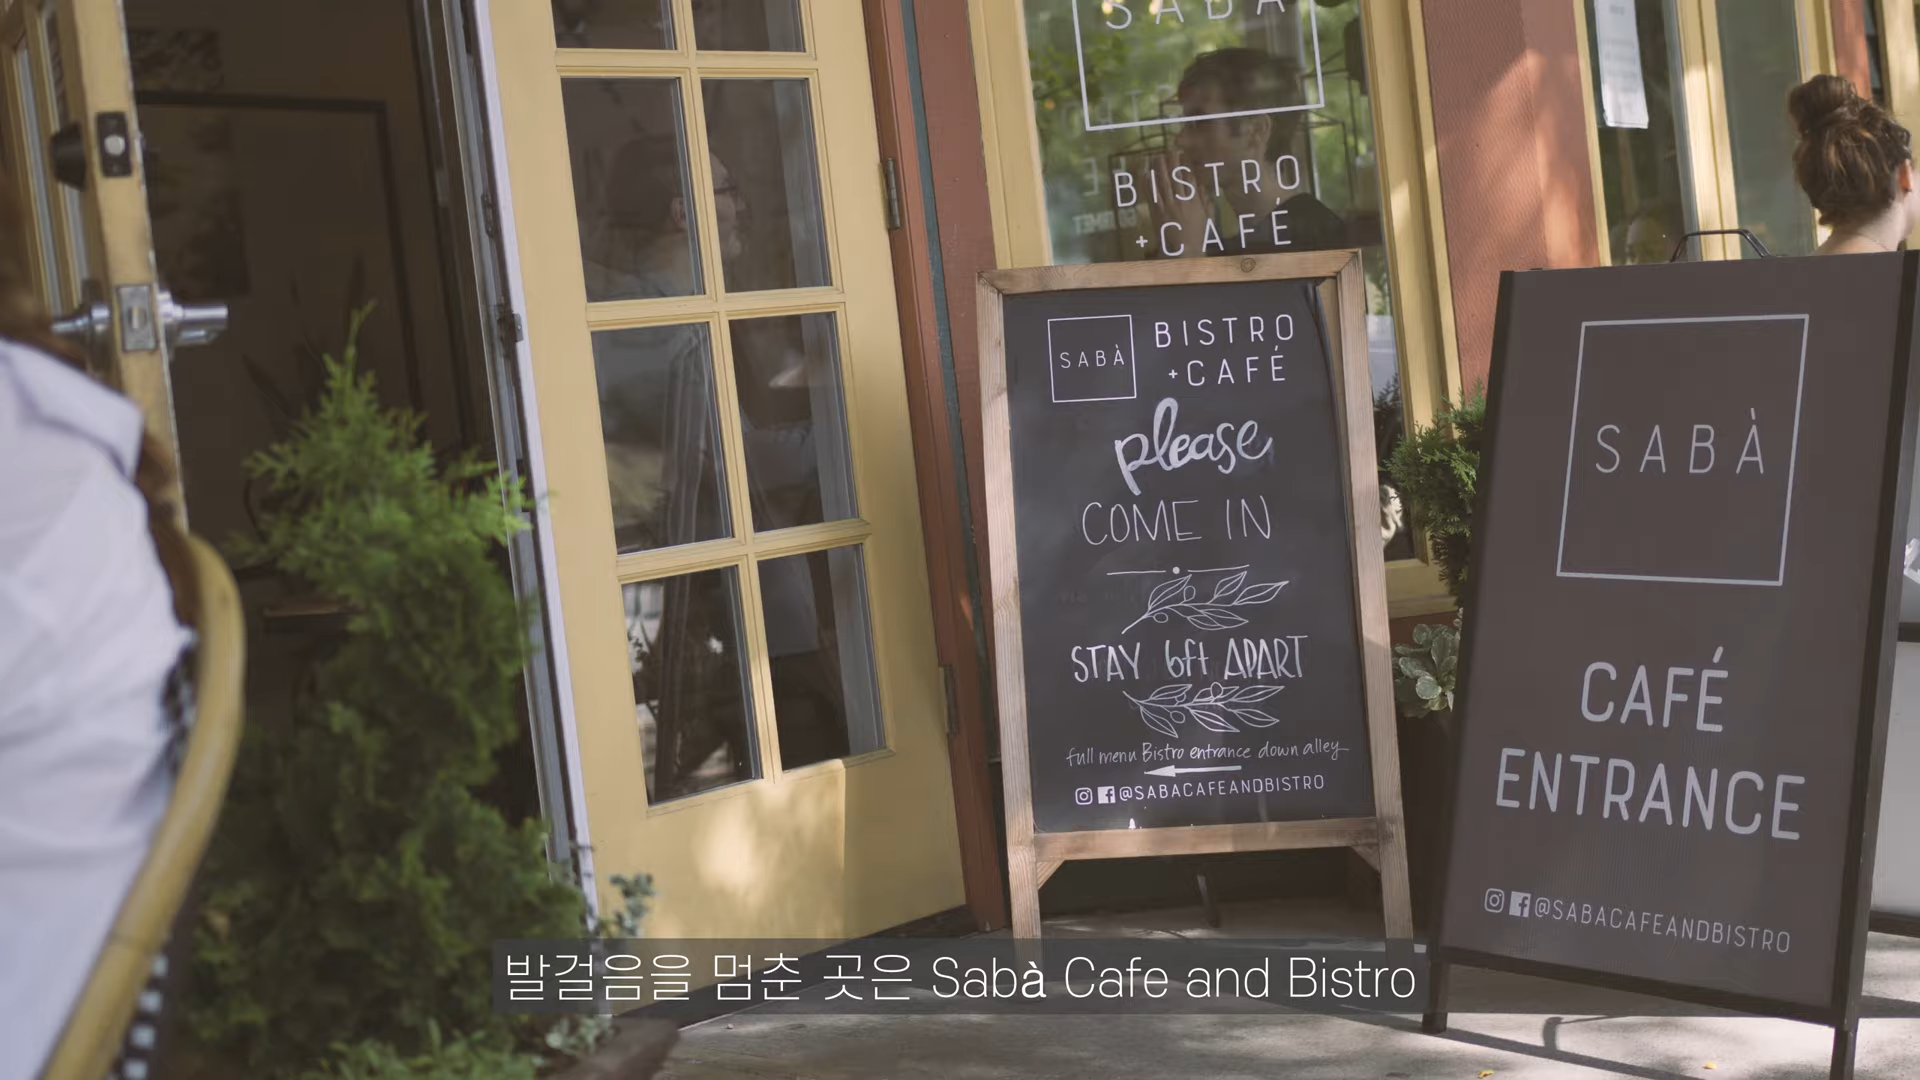 SABÀ
BISTRO
+CAFÉ
SABÀ
BISTRO
+CAFÉ
please
COME IN
STAY 6ft APART
full menu Bistro entrance down alley
@SABACAFEANDBISTRO
SABÀ
CAFÉ
ENTRANCE
@SABACAFEANDBISTRO
발걸음을 멈춘 곳은 Sabà Cafe and Bistro